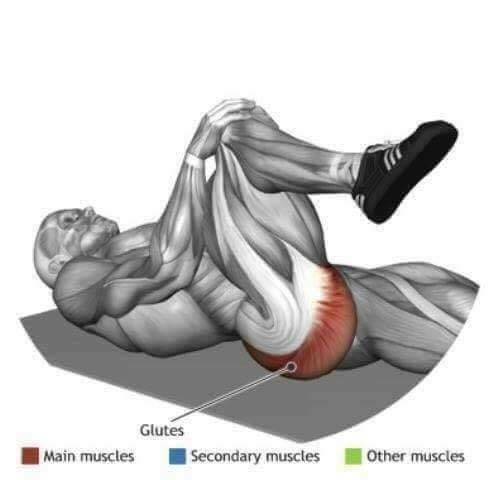 Glutes
Main muscles
Secondary muscles
Other muscles